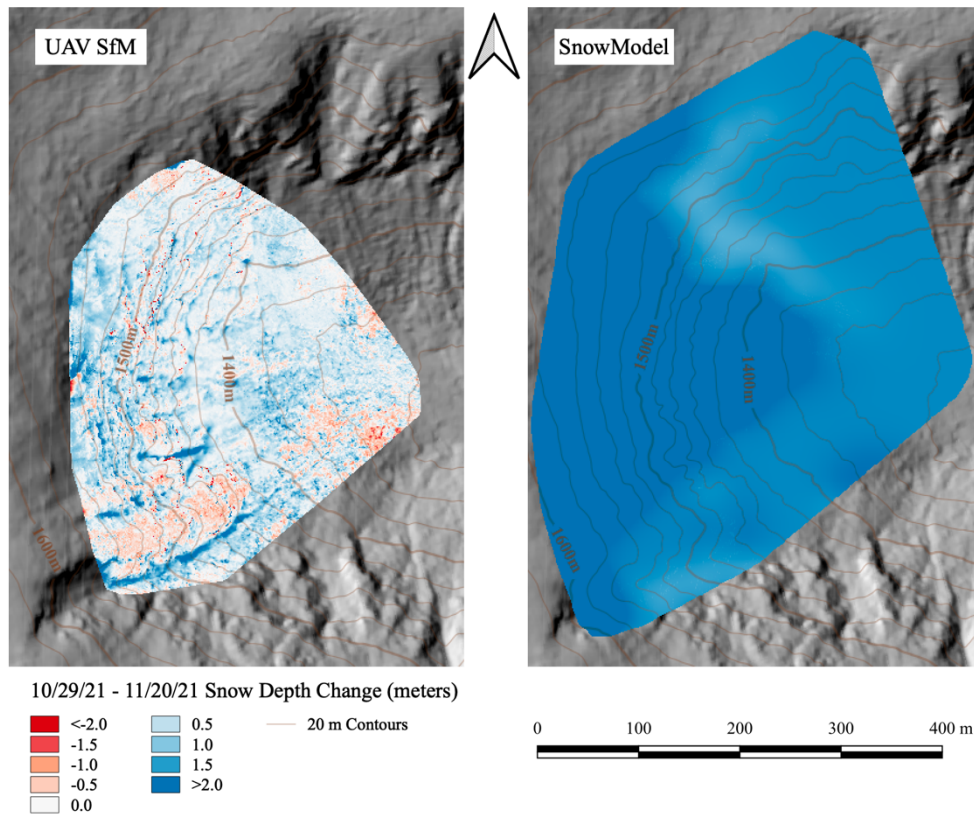 UAV SfM
SnowModel
1500m
1400m
1600m
1500m
1400m
1600m
10/29/21 - 11/20/21 Snow Depth Change (meters)
<-2.0
-1.5
-1.0
-0.5
0.0
0.5
1.0
1.5
>2.0
20 m Contours
0 100 200 300 400 m